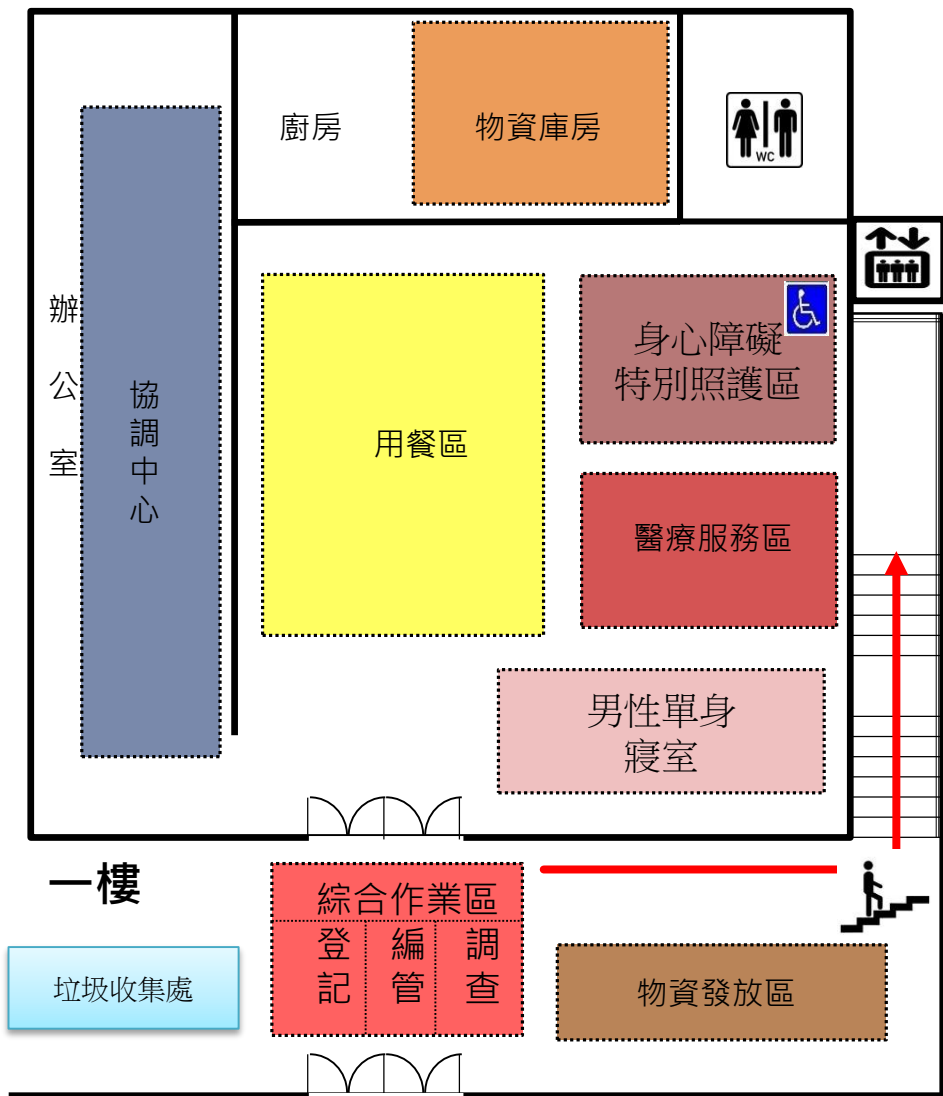 廚房
物資庫房
WC
辦公室
協調中心
用餐區
身心障礙
特別照護區
醫療服務區
男性單身
寢室
一樓
綜合作業區
登記
編管
調查
垃圾收集處
物資發放區